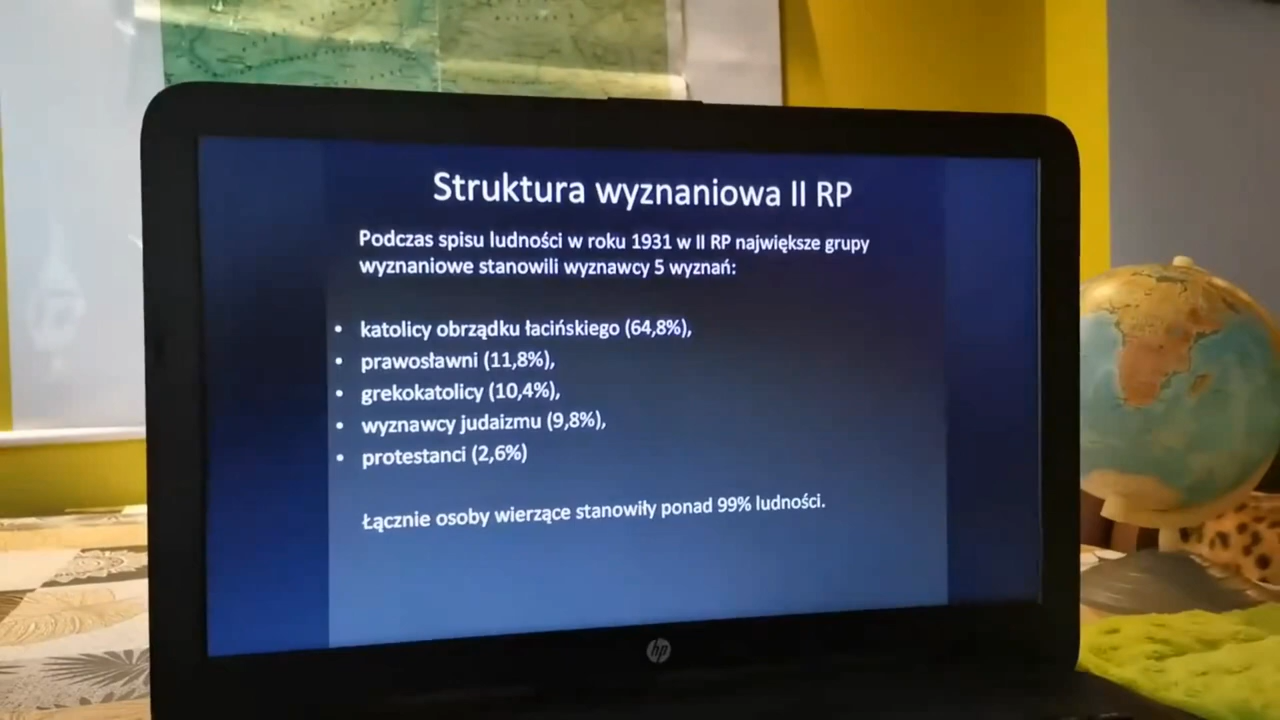 Struktura wyznaniowa II RP
Podczas spisu ludności w roku 1931 w II RP największe grupy
wyznaniowe stanowili wyznawcy 5 wyznań:
• katolicy obrządku łacińskiego (64,8%),
• prawosławni (11,8%),
• grekokatolicy (10,4%),
• wyznawcy judaizmu (9,8%),
• protestanci (2,6%)
Łącznie osoby wierzące stanowiły ponad 99% ludności.
hp